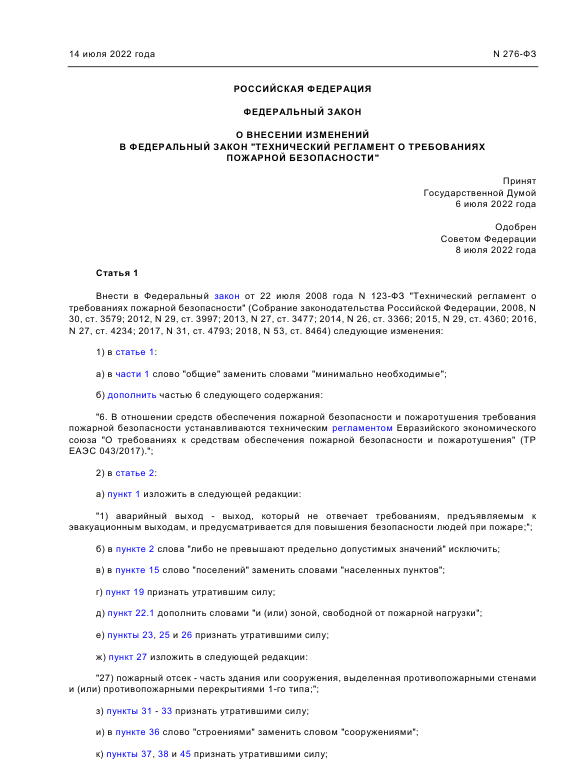 14 июля 2022 года N 276-ФЗ
РОССИЙСКАЯ ФЕДЕРАЦИЯ
ФЕДЕРАЛЬНЫЙ ЗАКОН
О ВНЕСЕНИИ ИЗМЕНЕНИЙ
В ФЕДЕРАЛЬНЫЙ ЗАКОН "ТЕХНИЧЕСКИЙ РЕГЛАМЕНТ О ТРЕБОВАНИЯХ
ПОЖАРНОЙ БЕЗОПАСНОСТИ"
Принят
Государственной Думой
6 июля 2022 года
Одобрен
Советом Федерации
8 июля 2022 года
Статья 1
Внести в Федеральный закон от 22 июля 2008 года N 123-ФЗ "Технический регламент о
требованиях пожарной безопасности" (Собрание законодательства Российской Федерации, 2008, N
30, ст. 3579; 2012, N 29, ст. 3997; 2013, N 27, ст. 3477; 2014, N 26, ст. 3366; 2015, N 29, ст. 4360; 2016,
N 27, ст. 4234; 2017, N 31, ст. 4793; 2018, N 53, ст. 8464) следующие изменения:
1) в статье 1:
а) в части 1 слово "общие" заменить словами "минимально необходимые";
б) дополнить частью 6 следующего содержания:
"6. В отношении средств обеспечения пожарной безопасности и пожаротушения требования
пожарной безопасности устанавливаются техническим регламентом Евразийского экономического
союза "О требованиях к средствам обеспечения пожарной безопасности и пожаротушения" (ТР
ЕАЭС 043/2017).";
2) в статье 2:
а) пункт 1 изложить в следующей редакции:
"1) аварийный выход - выход, который не отвечает требованиям, предъявляемым к
эвакуационным выходам, и предусматривается для повышения безопасности людей при пожаре;";
б) в пункте 2 слова "либо не превышают предельно допустимых значений" исключить;
в) в пункте 15 слово "поселений" заменить словами "населенных пунктов";
г) пункт 19 признать утратившим силу;
д) пункт 22.1 дополнить словами "и (или) зоной, свободной от пожарной нагрузки";
е) пункты 23, 25 и 26 признать утратившими силу;
ж) пункт 27 изложить в следующей редакции:
"27) пожарный отсек - часть здания или сооружения, выделенная противопожарными стенами
и (или) противопожарными перекрытиями 1-го типа;";
з) пункты 31 - 33 признать утратившими силу;
и) в пункте 36 слово "строениями" заменить словом "сооружениями";
к) пункты 37, 38 и 45 признать утратившими силу;